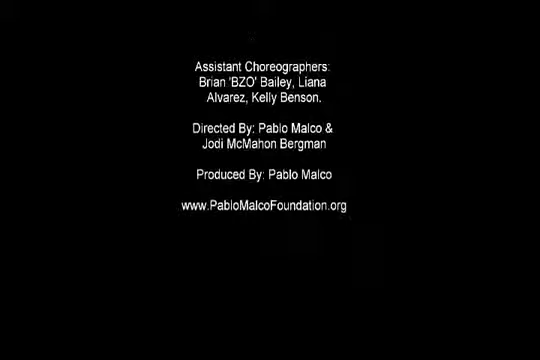 Assistant Choreographers:
Brian 'BZO' Bailey, Liana
Alvarez, Kelly Benson.
Directed By: Pablo Malco &
Jodi McMahon Bergman
Produced By: Pablo Malco
www.PabloMalcoFoundation.org